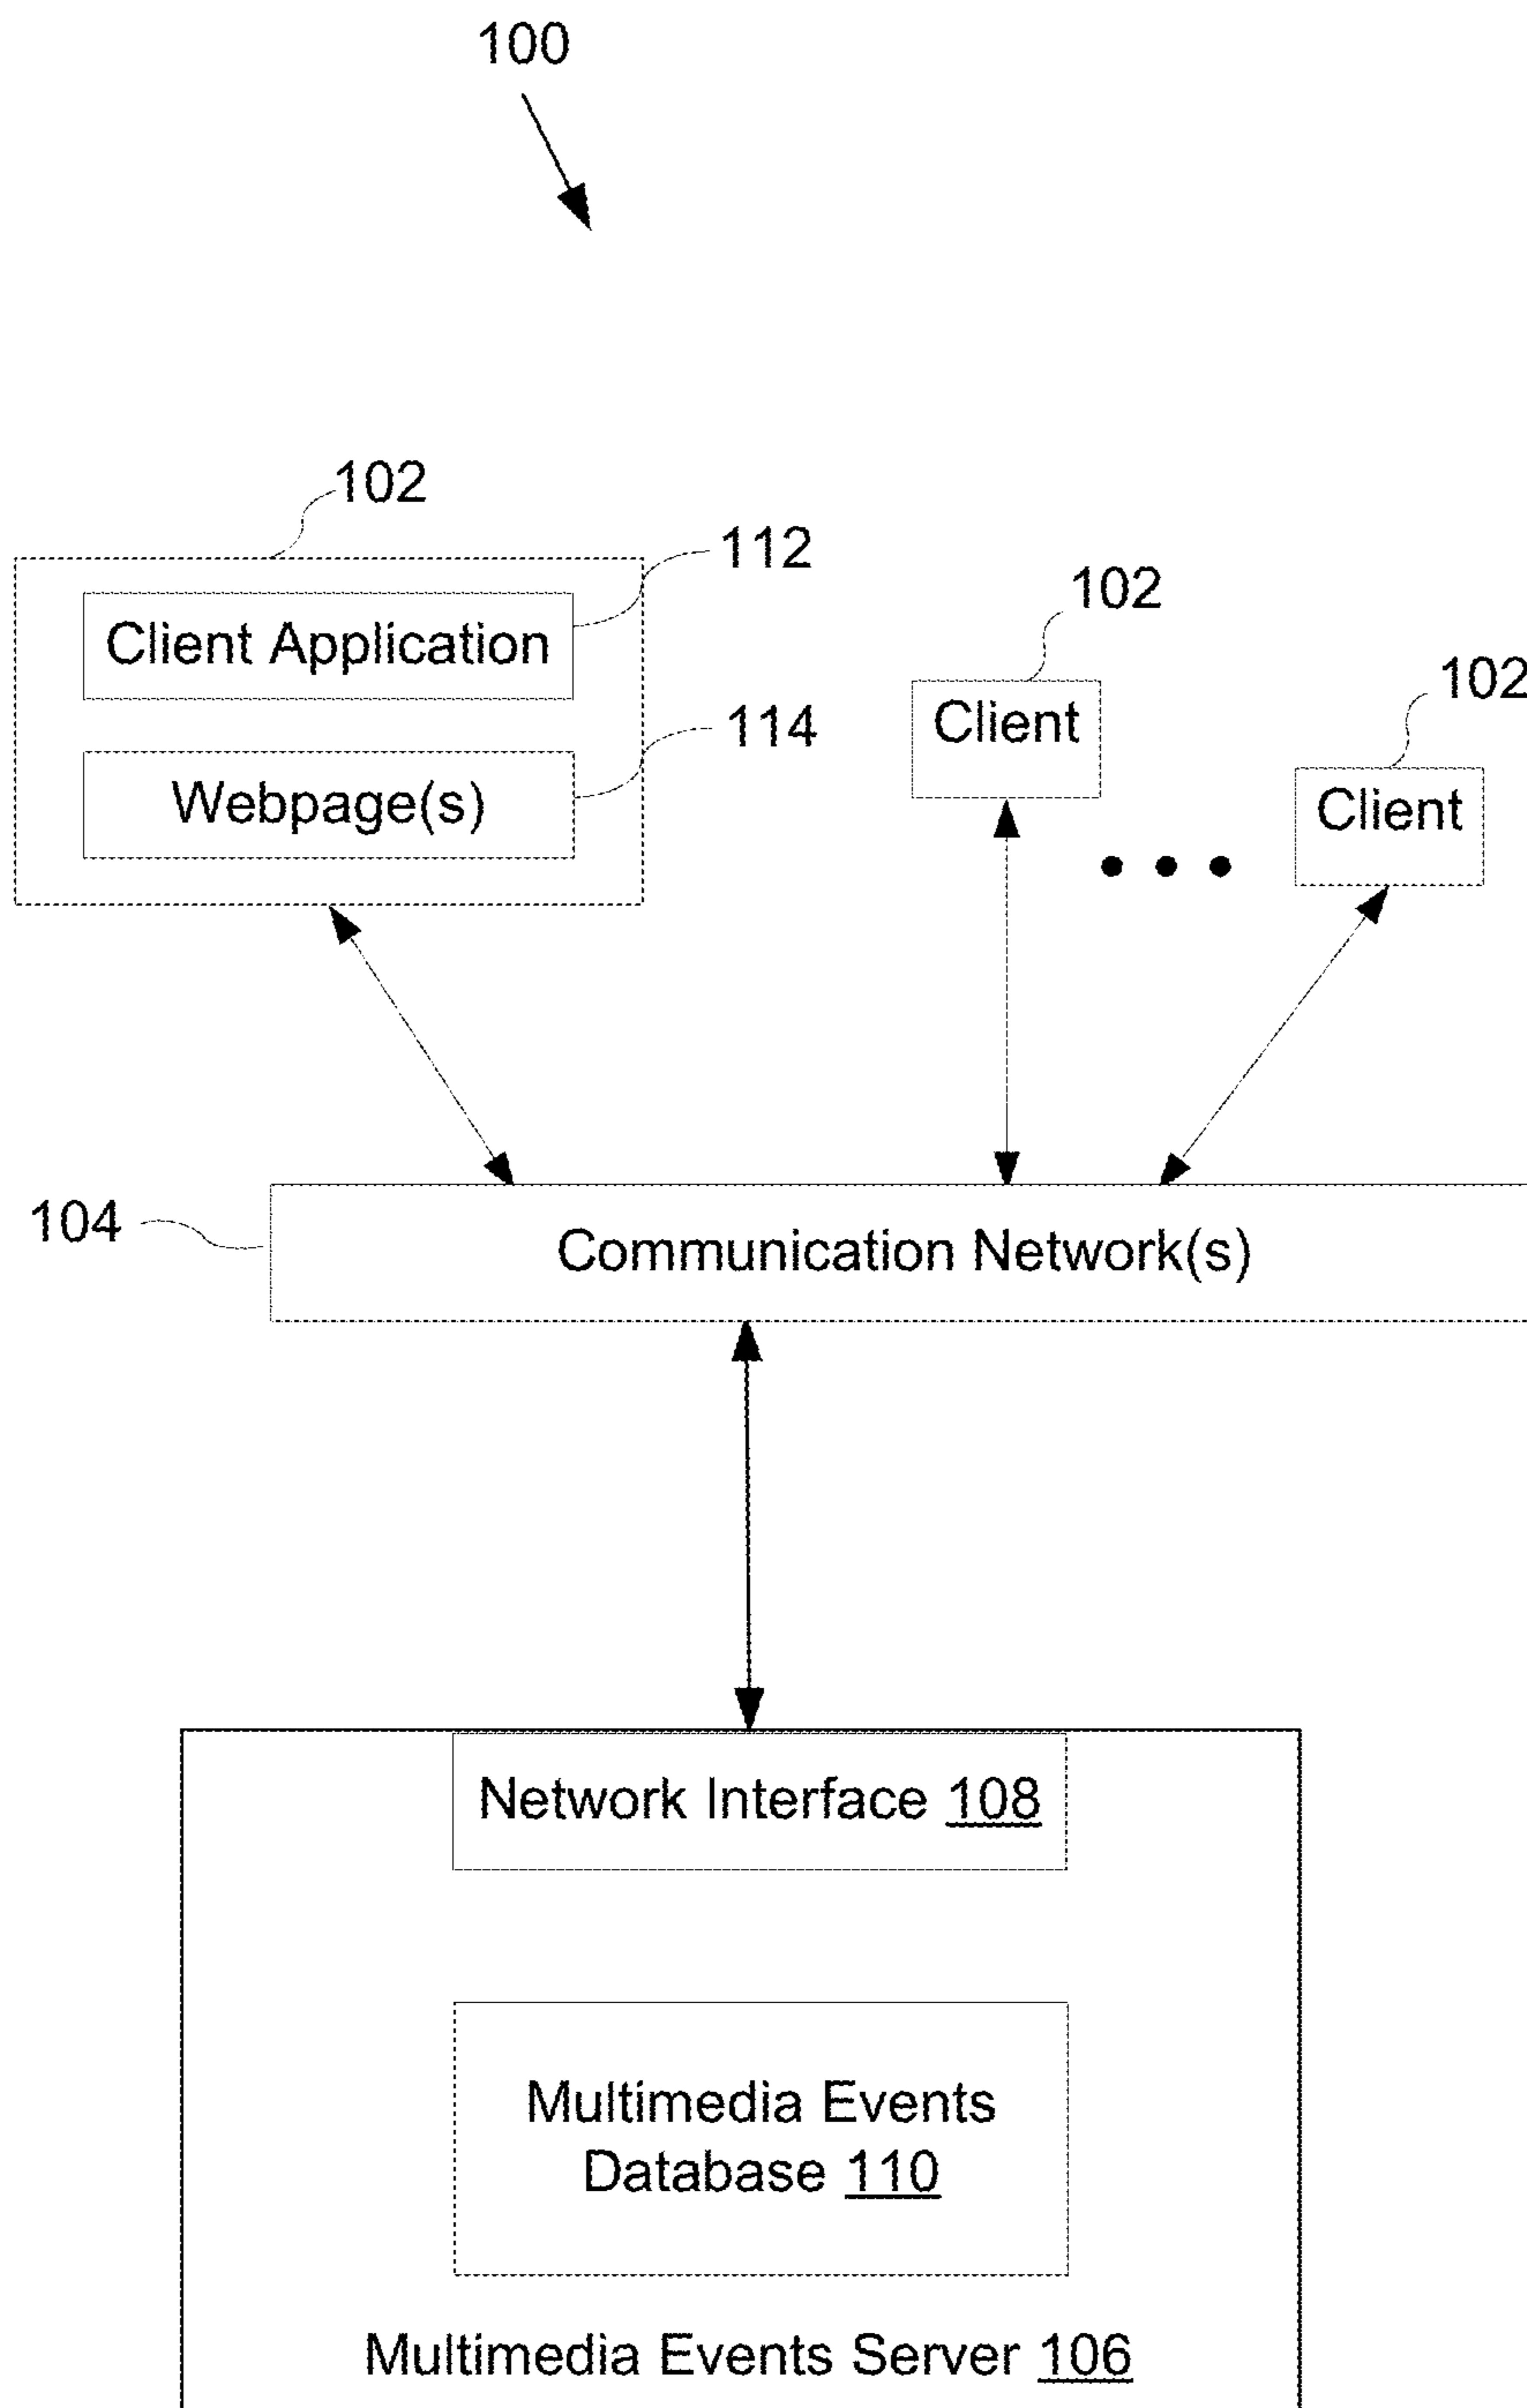 100
102
112
Client Application
102
Client
102
Client
114
Webpage(s)
104
Communication Network(s)
Network Interface 108
Multimedia Events
Database 110
Multimedia Events Server 106